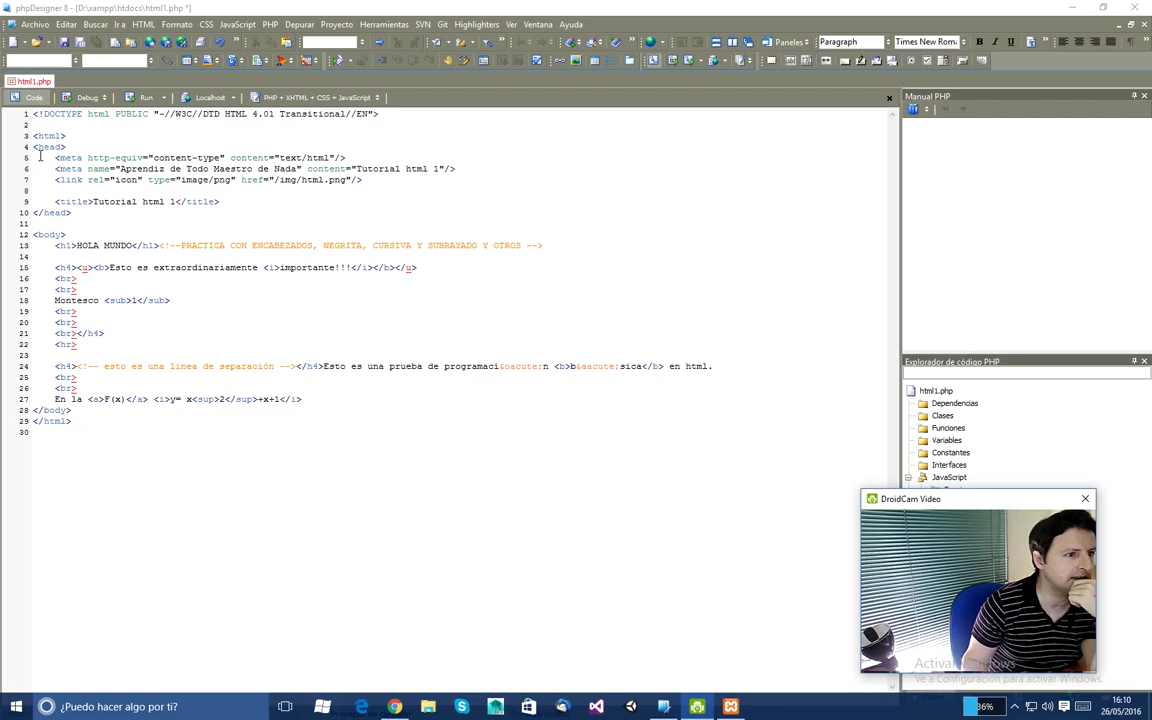 phpDesigner 8 - [D:\xampp\htdocs\html1.php *]
Archivo Editar Buscar Ir a HTML Formato CSS JavaScript PHP Depurar Proyecto Herramientas SVN Git Highlighters Ver Ventana Ayuda
Paneles Paragraph Times New Rom. B I U
html1.php
Code Debug Run Localhost PHP + XHTML + CSS + JavaScript
Manual PHP
1 <!DOCTYPE html PUBLIC "-//W3C//DTD HTML 4.01 Transitional//EN">
2
3 <html>
4 <head>
5 <meta http-equiv="content-type" content="text/html"/>
6 <meta name="Aprendiz de Todo Maestro de Nada" content="Tutorial html 1"/>
7 <link rel="icon" type="image/png" href="/img/html.png"/>
8
9 <title>Tutorial html 1</title>
10 </head>
11
12 <body>
13 <h1>HOLA MUNDO</h1><!--PRACTICA CON ENCABEZADOS, NEGRITA, CURSIVA Y SUBRAYADO Y OTROS -->
14
15 <h4><u><b>Esto es extraordinariamente <i>importante!!!</i></b></u>
16 <br>
17 <br>
18 Montesco <sub>1</sub>
19 <br>
20 <br>
21 <br></h4>
22 <hr>
23
24 <h4><!-- esto es una linea de separación --></h4>Esto es una prueba de programaci&oacute;n <b>b&aacute;sica</b> en html.
25 <br>
26 <br>
27 En la <a>F(x)</a> <i>y= x<sup>2</sup>+x+1</i>
28 </body>
29 </html>
30
Explorador de código PHP
html1.php
Dependencias
Clases
Funciones
Variables
Constantes
Interfaces
JavaScript
DroidCam Video
Activar Windows
Ve a Configuración para activar Windows.
¿Puedo hacer algo por ti?
86%
16:10
26/05/2016